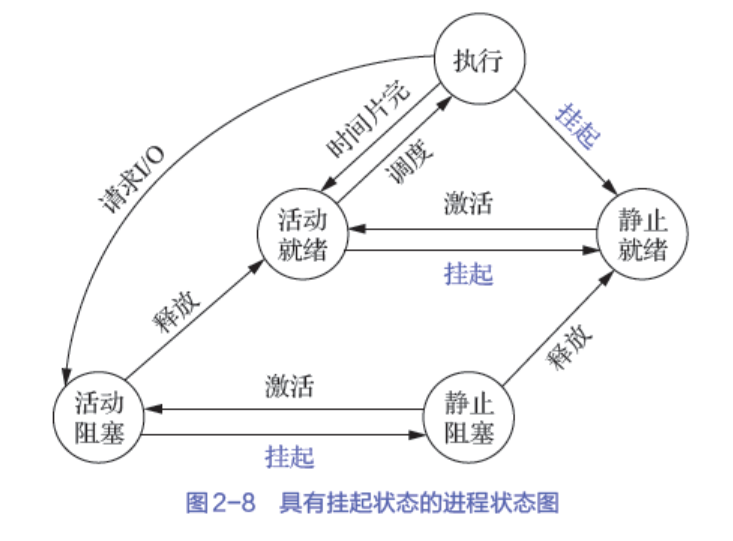 执行
时间片完
挂起
请求I/O
调度
活动
就绪
激活
挂起
静止
就绪
释放
释放
活动
阻塞
激活
挂起
静止
阻塞
图2-8 具有挂起状态的进程状态图